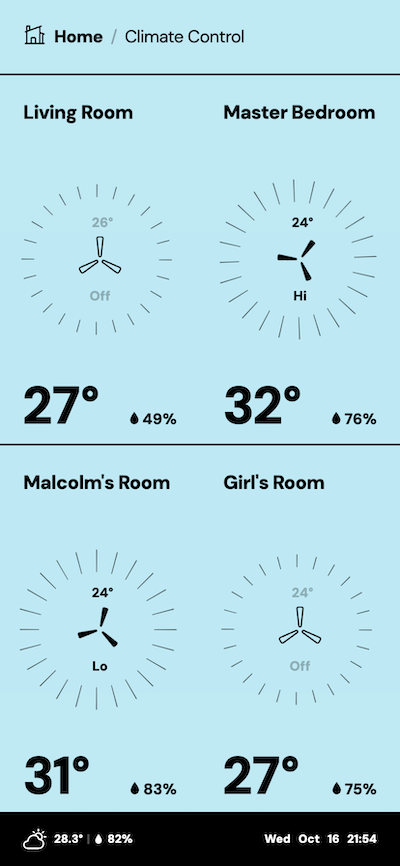 Home / Climate Control
Living Room
26°
Off
27°
49%
Master Bedroom
24°
Hi
32°
76%
Malcolm's Room
24°
Lo
31°
83%
Girl's Room
24°
Off
27°
75%
28.3° | 82%
Wed Oct 16 21:54